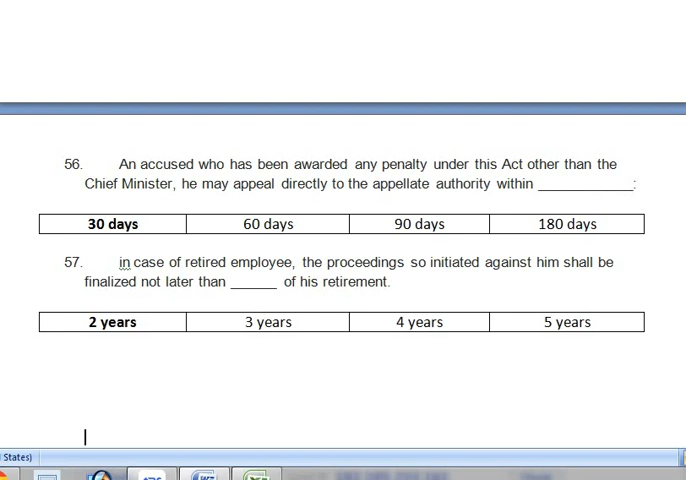 56. An accused who has been awarded any penalty under this Act other than the
Chief Minister, he may appeal directly to the appellate authority within ____________:
30 days 60 days 90 days 180 days
57. in case of retired employee, the proceedings so initiated against him shall be
finalized not later than ______ of his retirement.
2 years 3 years 4 years 5 years
States)